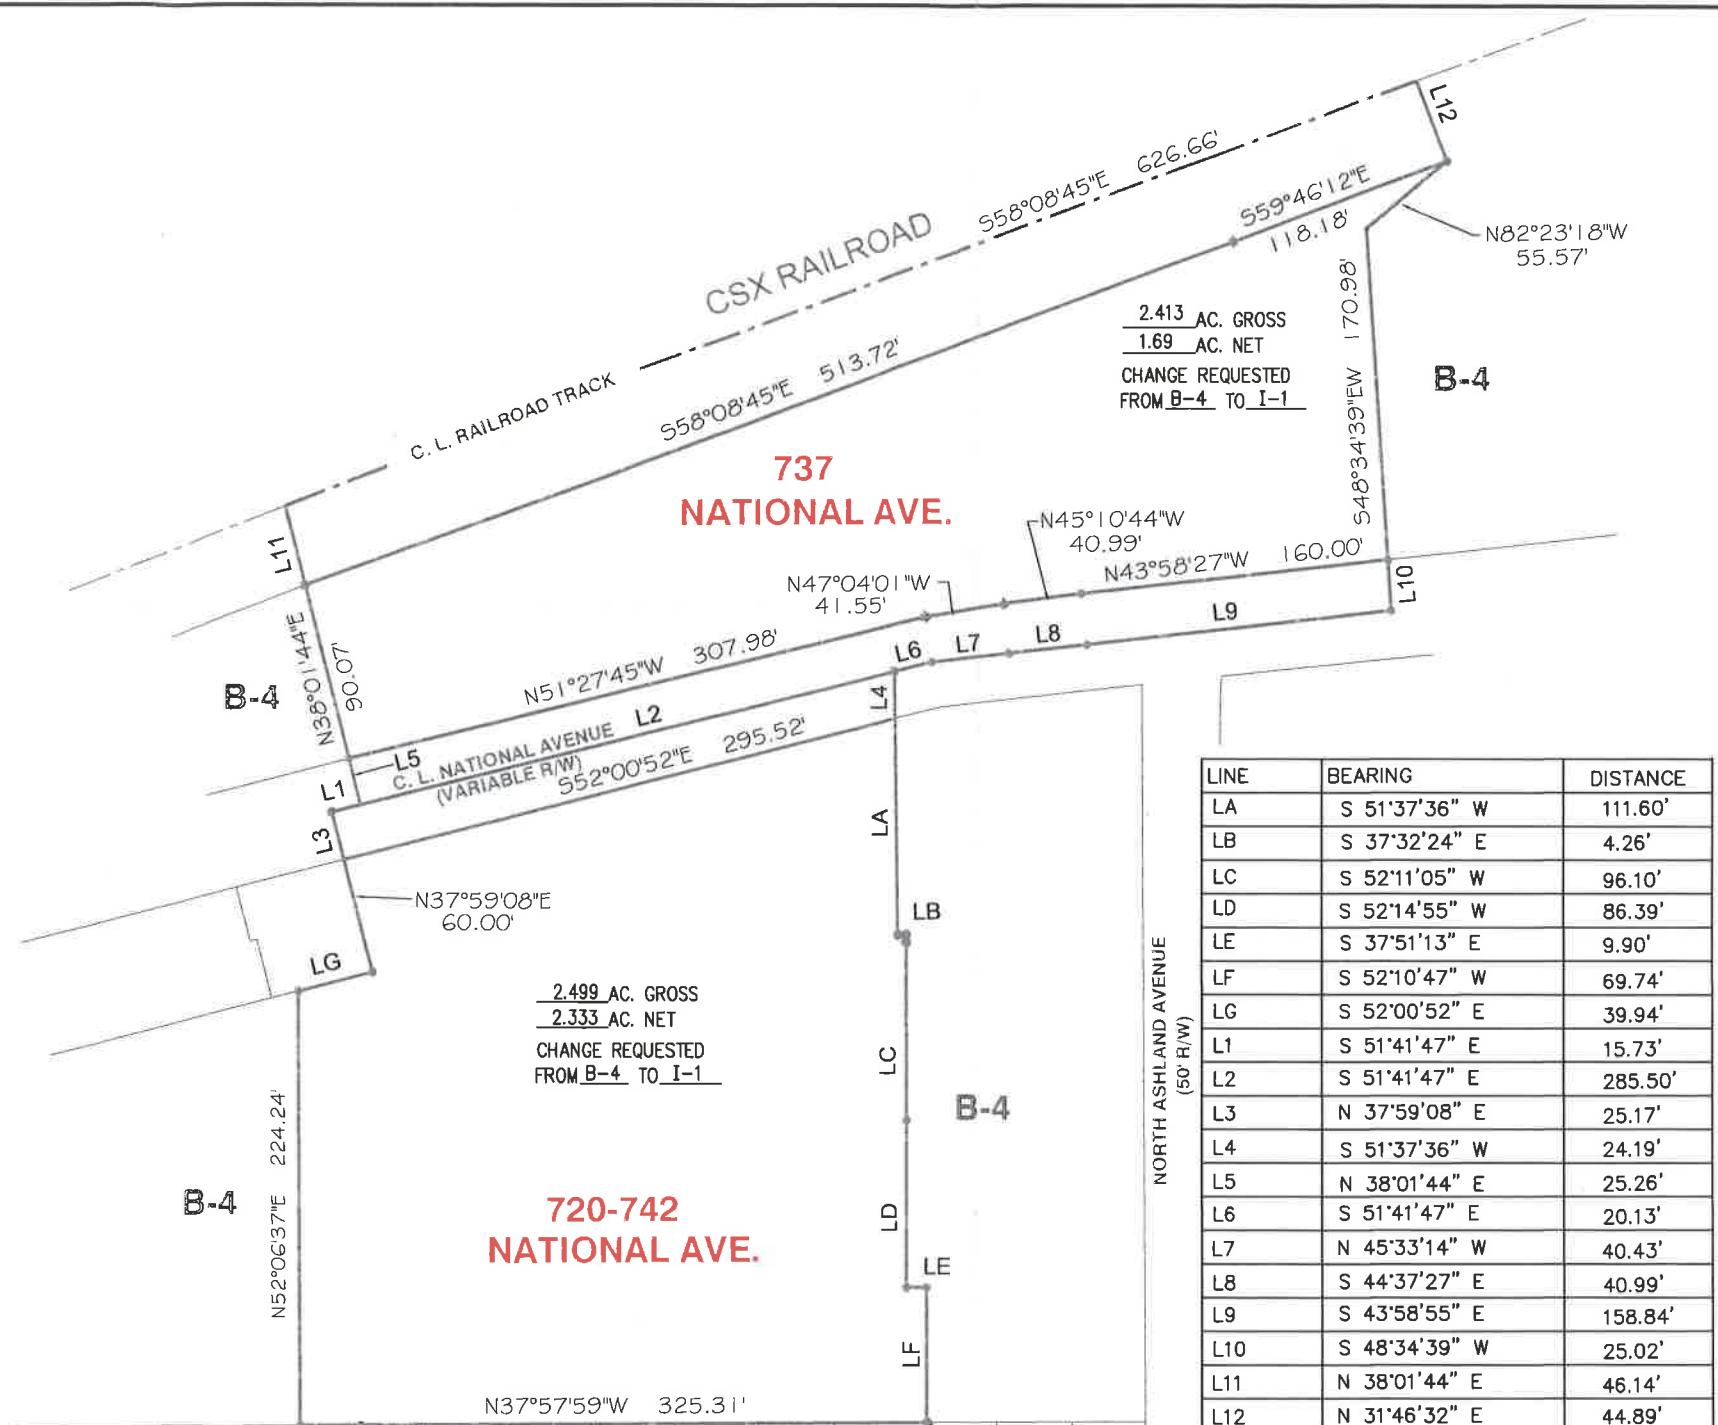 L12
S58°08'45"E 626.66'
S59°46'12"E
118.18'
N82°23'18"W
55.57'
CSX RAILROAD
2.413 AC. GROSS
1.69 AC. NET
CHANGE REQUESTED
FROM B-4 TO I-1
S48°34'39"EW 170.98'
B-4
C. L. RAILROAD TRACK
S58°08'45"E 513.72'
737
NATIONAL AVE.
L11
N45°10'44"W
40.99'
N43°58'27"W 160.00'
L10
N47°04'01"W
41.55'
L9
L8
L7
L6
N38°01'44"E
90.07'
B-4
N51°27'45"W 307.98'
L2
L4
L5
C. L. NATIONAL AVENUE
(VARIABLE R/W)
S52°00'52"E 295.52'
L1
L3
LA
N37°59'08"E
60.00'
LB
LG
2.499 AC. GROSS
2.333 AC. NET
CHANGE REQUESTED
FROM B-4 TO I-1
LC
B-4
NORTH ASHLAND AVENUE
(50' R/W)
N52°06'37"E 224.24'
B-4
720-742
NATIONAL AVE.
LD
LE
LF
N37°57'59"W 325.31'
LINE BEARING DISTANCE
LA S 51°37'36" W 111.60'
LB S 37°32'24" E 4.26'
LC S 52°11'05" W 96.10'
LD S 52°14'55" W 86.39'
LE S 37°51'13" E 9.90'
LF S 52°10'47" W 69.74'
LG S 52°00'52" E 39.94'
L1 S 51°41'47" E 15.73'
L2 S 51°41'47" E 285.50'
L3 N 37°59'08" E 25.17'
L4 S 51°37'36" W 24.19'
L5 N 38°01'44" E 25.26'
L6 S 51°41'47" E 20.13'
L7 N 45°33'14" W 40.43'
L8 S 44°37'27" E 40.99'
L9 S 43°58'55" E 158.84'
L10 S 48°34'39" W 25.02'
L11 N 38°01'44" E 46.14'
L12 N 31°46'32" E 44.89'